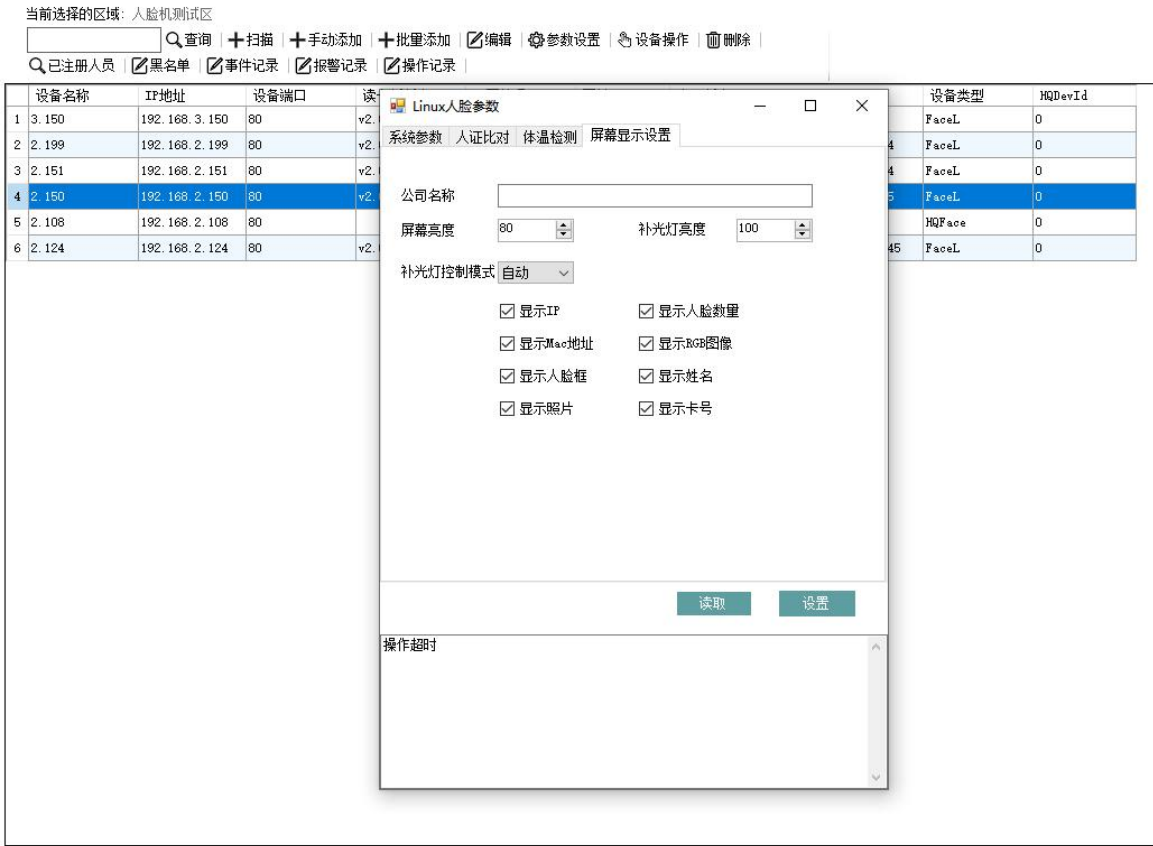 当前选择的区域: 人脸机测试区
查询 扫描 手动添加 批里添加 编辑 参数设置 设备操作 删除
已注册人员 黑名单 事件记录 报警记录 操作记录
设备名称 IP地址 设备端口 设备类型 HQDevId
1 3.150 192.168.3.150 80 FaceL 0
2 2.199 192.168.2.199 80 4 FaceL 0
3 2.151 192.168.2.151 80 4 FaceL 0
4 2.150 192.168.2.150 80 5 FaceL 0
5 2.108 192.168.2.108 80 HQFace 0
6 2.124 192.168.2.124 80 45 FaceL 0
Linux人脸参数
系统参数 人证比对 体温检测 屏幕显示设置
公司名称
屏幕亮度 80 补光灯亮度 100
补光灯控制模式 自动
显示IP 显示人脸数里
显示Mac地址 显示RGB图像
显示人脸框 显示姓名
显示照片 显示卡号
读取 设置
操作超时